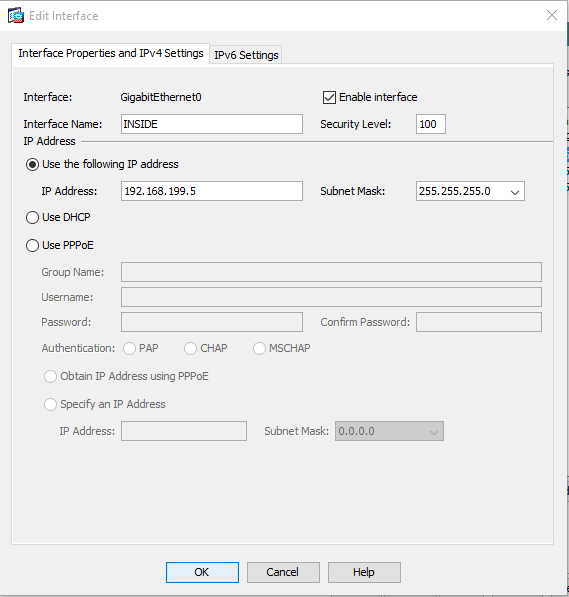 Edit Interface
Interface Properties and IPv4 Settings IPv6 Settings
Interface: GigabitEthernet0 Enable interface
Interface Name: INSIDE Security Level: 100
IP Address
Use the following IP address
IP Address: 192.168.199.5 Subnet Mask: 255.255.255.0
Use DHCP
Use PPPoE
Group Name:
Username:
Password: Confirm Password:
Authentication: PAP CHAP MSCHAP
Obtain IP Address using PPPoE
Specify an IP Address
IP Address: Subnet Mask: 0.0.0.0
OK Cancel Help